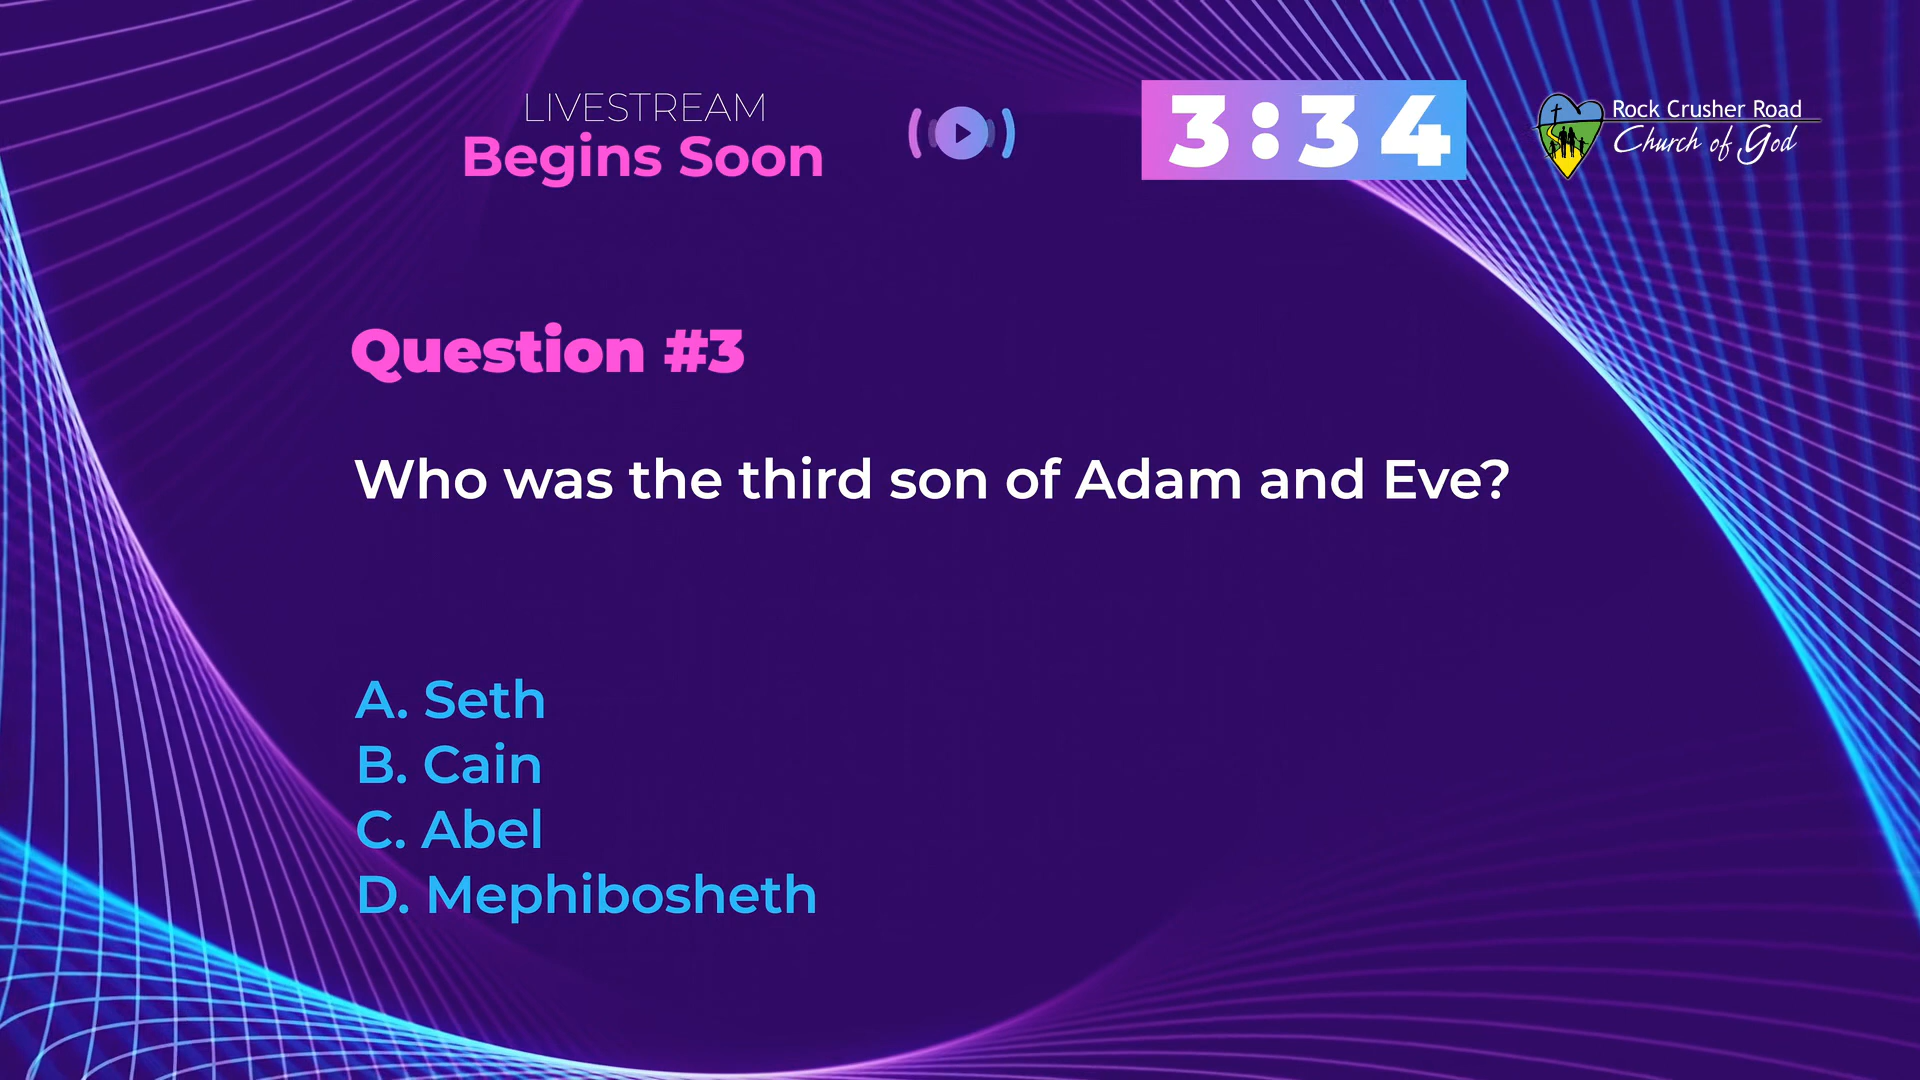 LIVESTREAM
Begins Soon
3:34
Rock Crusher Road
Church of God
Question #3
Who was the third son of Adam and Eve?
A. Seth
B. Cain
C. Abel
D. Mephibosheth